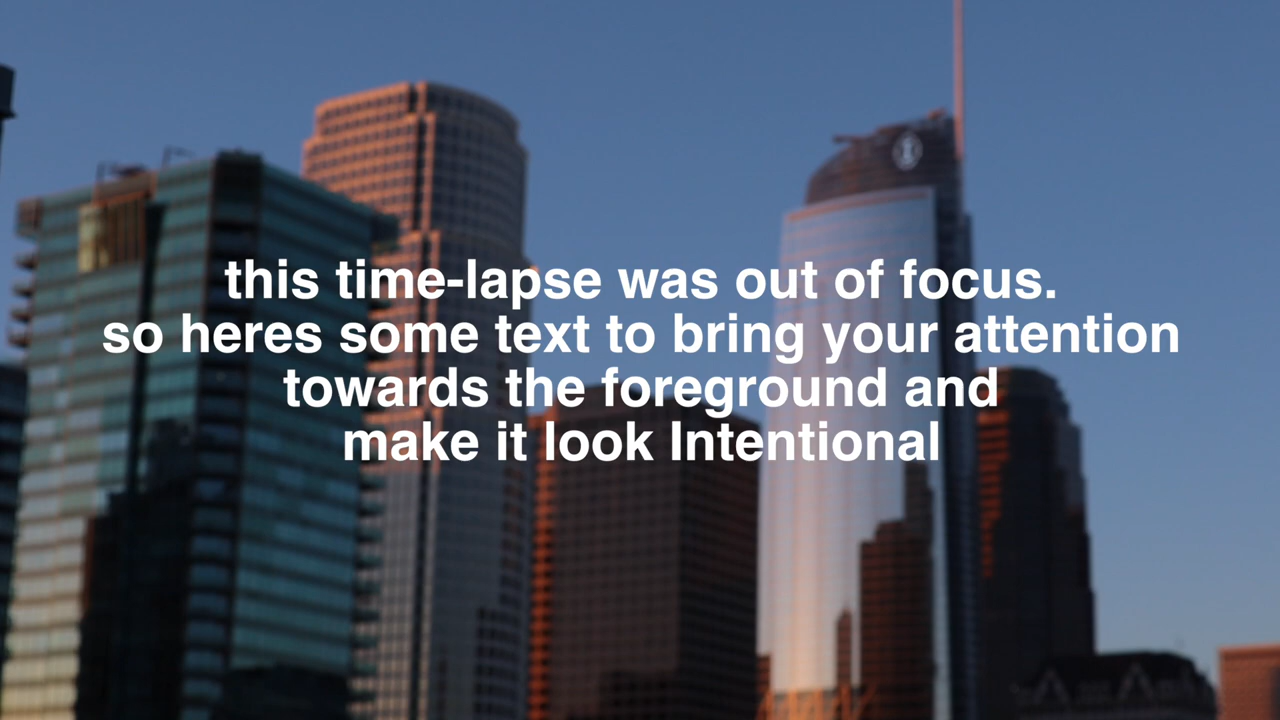 this time-lapse was out of focus.
so heres some text to bring your attention
towards the foreground and
make it look Intentional